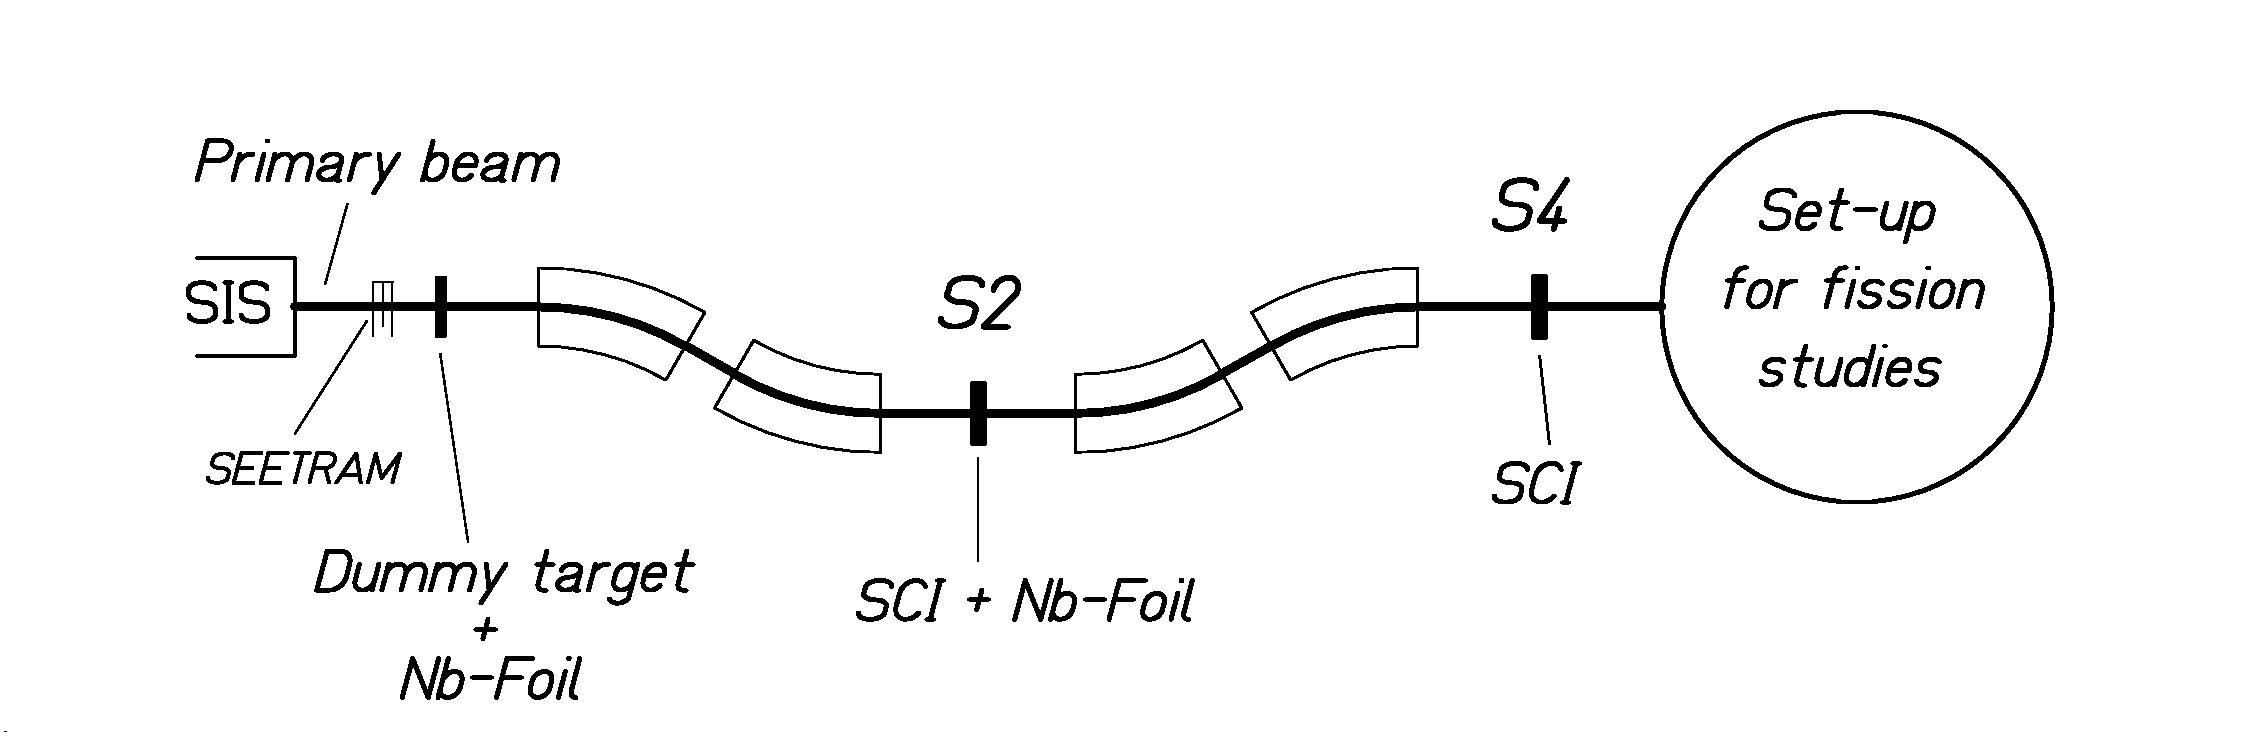 Primary beam
SIS
SEETRAM
Dummy target
+
Nb-Foil
S2
SCI + Nb-Foil
S4
SCI
Set-up
for fission
studies